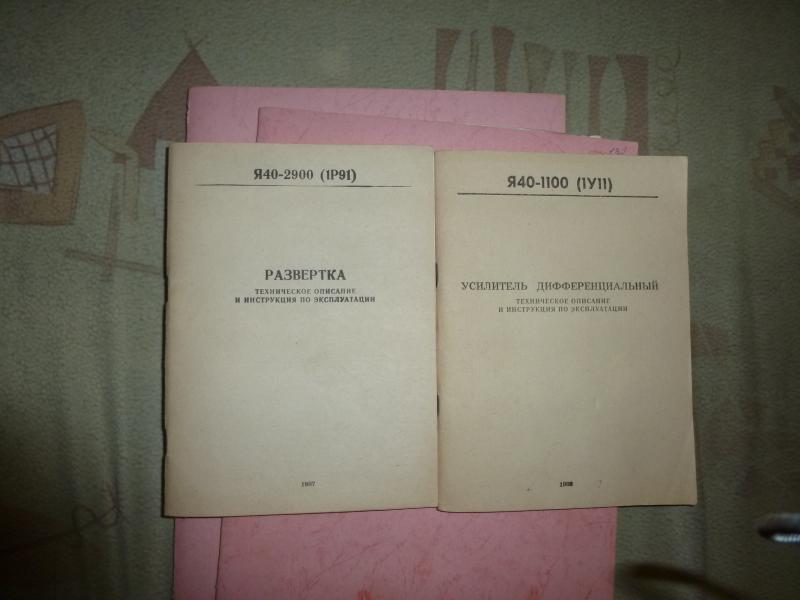 Я40-2900 (1Р91)
РАЗВЕРТКА
ТЕХНИЧЕСКОЕ ОПИСАНИЕ
И ИНСТРУКЦИЯ ПО ЭКСПЛУАТАЦИИ
1987
Я40-1100 (1У11)
УСИЛИТЕЛЬ ДИФФЕРЕНЦИАЛЬНЫЙ
ТЕХНИЧЕСКОЕ ОПИСАНИЕ
И ИНСТРУКЦИЯ ПО ЭКСПЛУАТАЦИИ